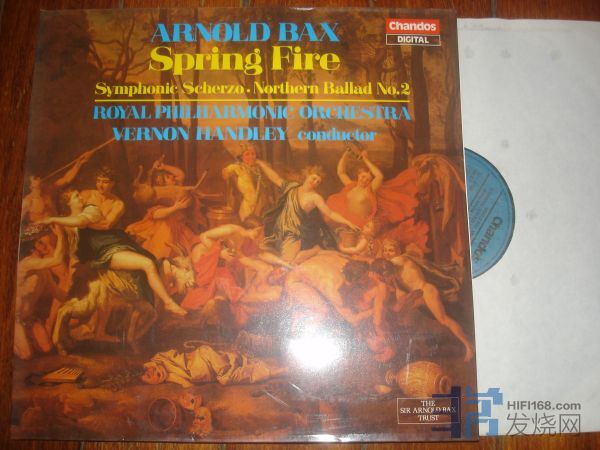 ARNOLD BAX
Chandos
DIGITAL
Spring Fire
Symphonic Scherzo · Northern Ballad No.2
ROYAL PHILHARMONIC ORCHESTRA
VERNON HANDLEY conductor
Chandos
THE
SIR ARNOLD BAX
TRUST
HIFI168.com
发烧网